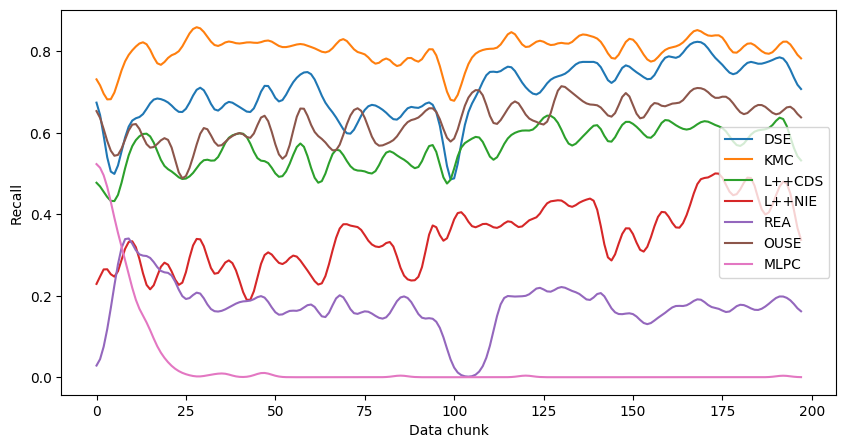 Recall
0.8
0.6
0.4
0.2
0.0
0
25
50
75
100
125
150
175
200
Data chunk
DSE
KMC
L++CDS
L++NIE
REA
OUSE
MLPC